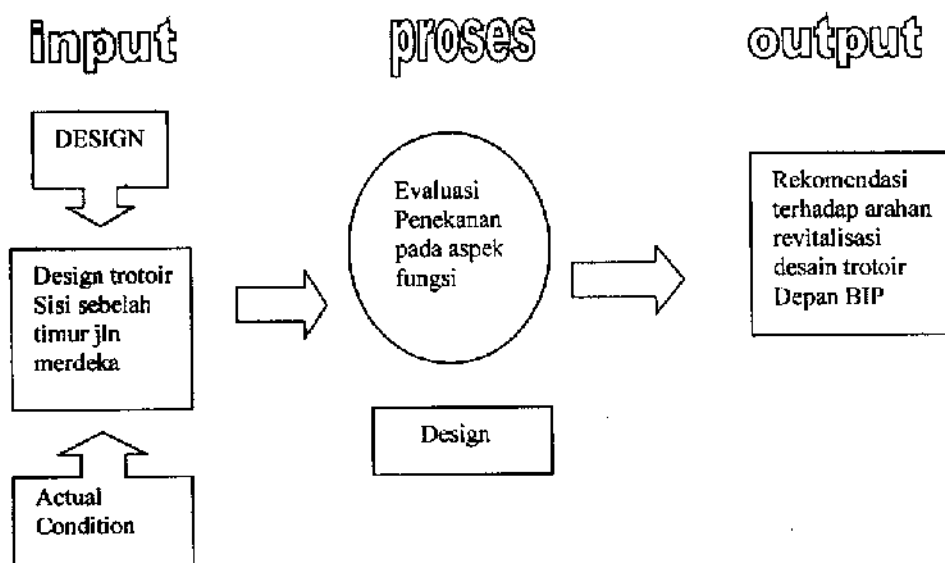 input
proses
output
DESIGN
Design trotoir
Sisi sebelah
timur jln
merdeka
Actual
Condition
Evaluasi
Penekanan
pada aspek
fungsi
Design
Rekomendasi
terhadap arahan
revitalisasi
desain trotoir
Depan BIP